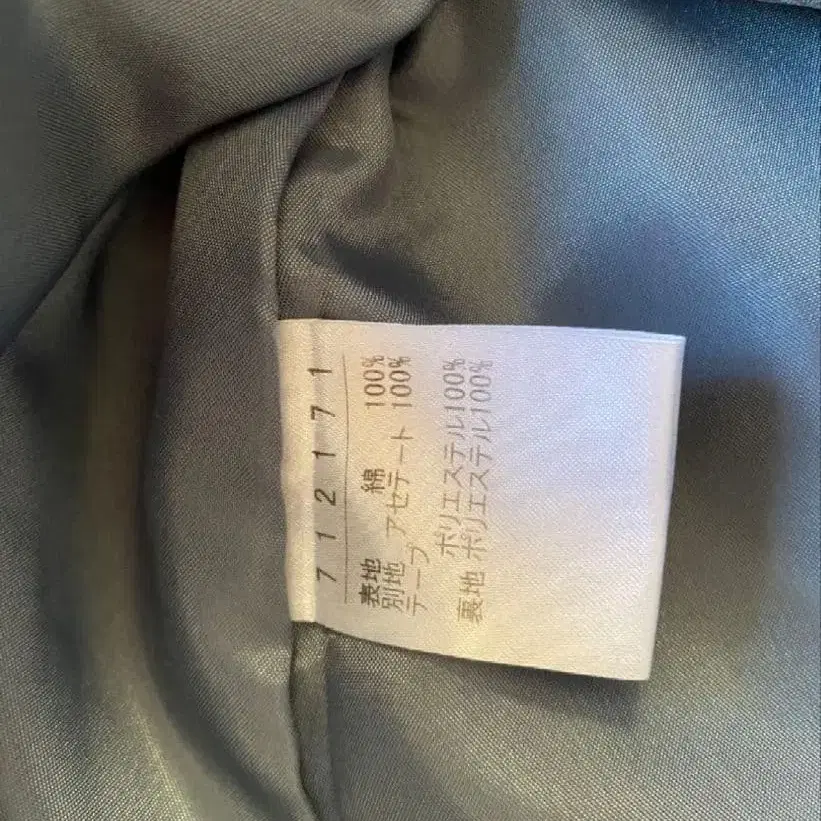 712171
表地 綿 100%
別地 アセテート 100%
テープ
ポリエステル100%
裏地 ポリエステル100%